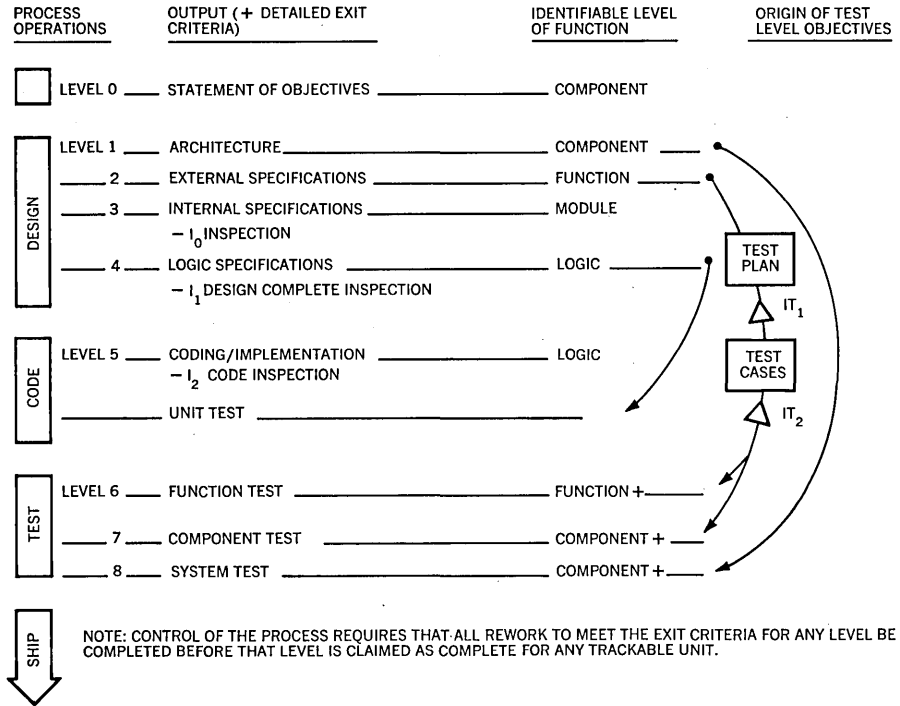 PROCESS OPERATIONS
OUTPUT (+ DETAILED EXIT CRITERIA)
IDENTIFIABLE LEVEL OF FUNCTION
ORIGIN OF TEST LEVEL OBJECTIVES
LEVEL 0 STATEMENT OF OBJECTIVES COMPONENT
DESIGN
LEVEL 1 ARCHITECTURE COMPONENT
2 EXTERNAL SPECIFICATIONS FUNCTION
3 INTERNAL SPECIFICATIONS MODULE
– I0 INSPECTION
4 LOGIC SPECIFICATIONS LOGIC
– I1 DESIGN COMPLETE INSPECTION
TEST PLAN
IT1
TEST CASES
IT2
CODE
LEVEL 5 CODING/IMPLEMENTATION LOGIC
– I2 CODE INSPECTION
UNIT TEST
TEST
LEVEL 6 FUNCTION TEST FUNCTION +
7 COMPONENT TEST COMPONENT +
8 SYSTEM TEST COMPONENT +
SHIP
NOTE: CONTROL OF THE PROCESS REQUIRES THAT ALL REWORK TO MEET THE EXIT CRITERIA FOR ANY LEVEL BE
COMPLETED BEFORE THAT LEVEL IS CLAIMED AS COMPLETE FOR ANY TRACKABLE UNIT.